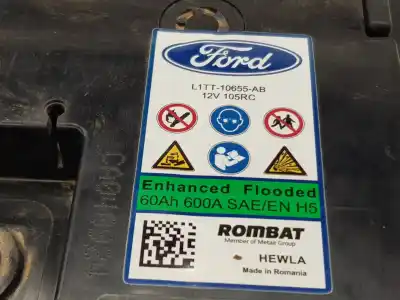 Ford
L1TT-10655-AB
12V 105RC
Enhanced Flooded
60Ah 600A SAE/EN H5
ROMBAT
Member of Metair Group
HEWLA
Made in Romania